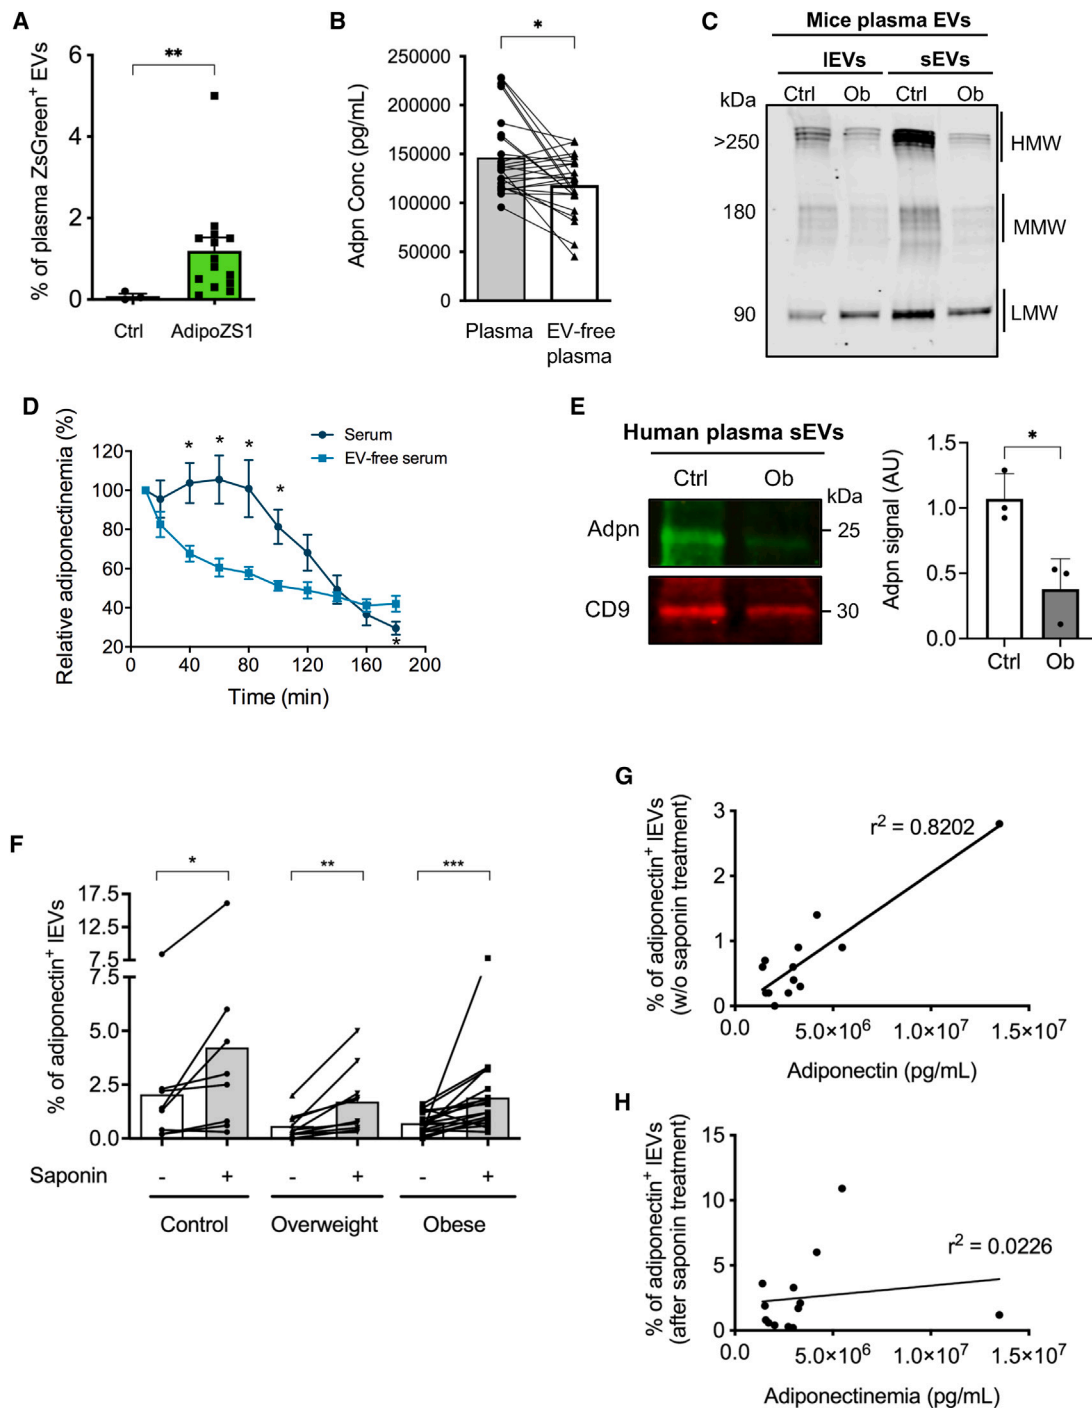 A
% of plasma ZsGreen⁺ EVs
6
4
2
0
**
Ctrl
AdipoZS1
B
Adpn Conc (pg/mL)
250000
200000
150000
100000
50000
0
*
Plasma
EV-free
plasma
C
Mice plasma EVs
lEVs
sEVs
kDa
Ctrl
Ob
Ctrl
Ob
>250
180
90
HMW
MMW
LMW
D
Relative adiponectinemia (%)
120
100
80
60
40
20
0
40
80
120
160
200
Time (min)
Serum
EV-free serum
*
*
*
*
*
E
Human plasma sEVs
Ctrl
Ob
kDa
Adpn
25
CD9
30
Adpn signal (AU)
1.5
1.0
0.5
0.0
*
Ctrl
Ob
F
% of adiponectin⁺ lEVs
17.5
12.5
7.5
7.5
5.0
2.5
0.0
*
**
***
Saponin
-
+
-
+
-
+
Control
Overweight
Obese
G
% of adiponectin⁺ lEVs
(w/o saponin treatment)
3
2
1
0
r² = 0.8202
0.0
5.0×10⁶
1.0×10⁷
1.5×10⁷
Adiponectin (pg/mL)
H
% of adiponectin⁺ lEVs
(after saponin treatment)
15
10
5
0
r² = 0.0226
0.0
5.0×10⁶
1.0×10⁷
1.5×10⁷
Adiponectinemia (pg/mL)